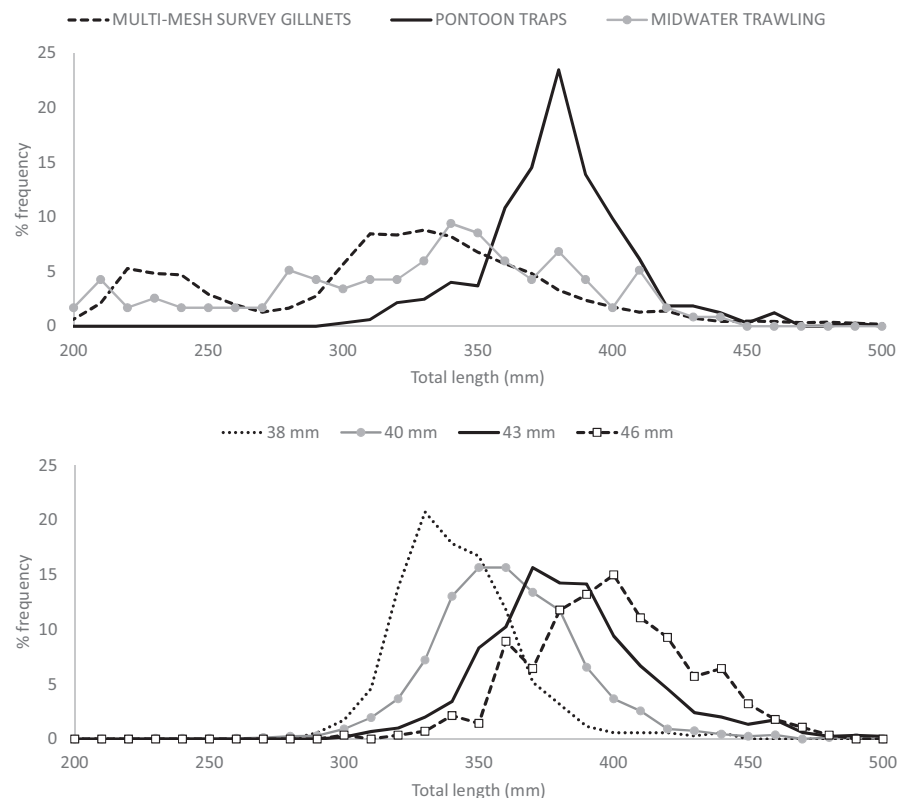 MULTI-MESH SURVEY GILLNETS PONTOON TRAPS MIDWATER TRAWLING
25
20
15
10
5
0
% frequency
200 250 300 350 400 450 500
Total length (mm)
38 mm 40 mm 43 mm 46 mm
25
20
15
10
5
0
% frequency
200 250 300 350 400 450 500
Total length (mm)